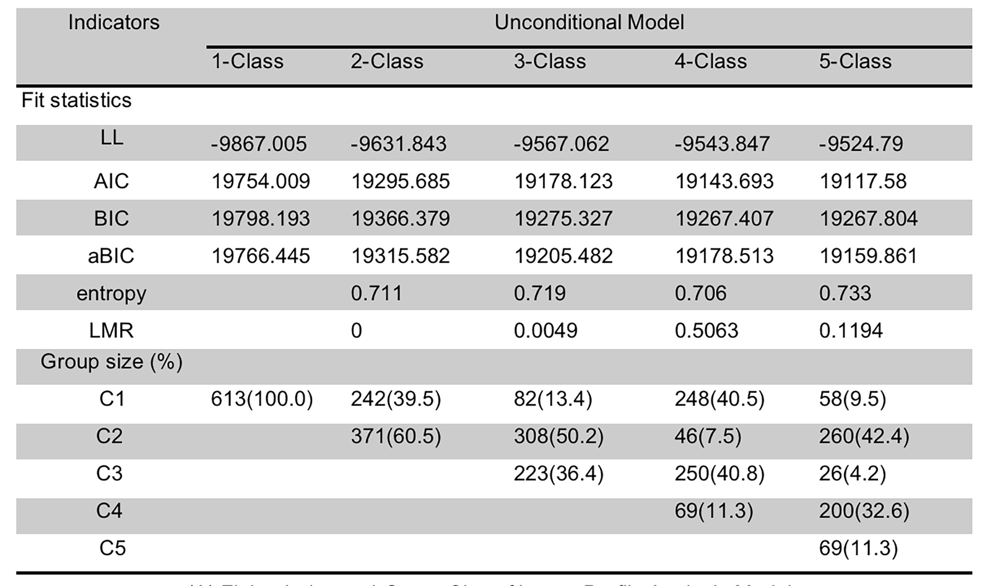 Indicators Unconditional Model
1-Class 2-Class 3-Class 4-Class 5-Class
Fit statistics
LL -9867.005 -9631.843 -9567.062 -9543.847 -9524.79
AIC 19754.009 19295.685 19178.123 19143.693 19117.58
BIC 19798.193 19366.379 19275.327 19267.407 19267.804
aBIC 19766.445 19315.582 19205.482 19178.513 19159.861
entropy 0.711 0.719 0.706 0.733
LMR 0 0.0049 0.5063 0.1194
Group size (%)
C1 613(100.0) 242(39.5) 82(13.4) 248(40.5) 58(9.5)
C2 371(60.5) 308(50.2) 46(7.5) 260(42.4)
C3 223(36.4) 250(40.8) 26(4.2)
C4 69(11.3) 200(32.6)
C5 69(11.3)